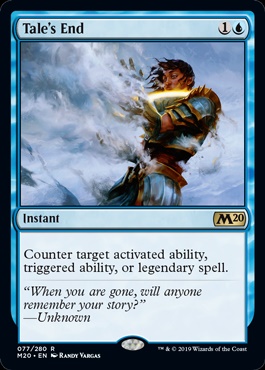 Tale's End 1
Instant M20
Counter target activated ability,
triggered ability, or legendary spell.
"When you are gone, will anyone
remember your story?"
—Unknown
077/280 R
M20 • EN Randy Vargas ™ & © 2019 Wizards of the Coast